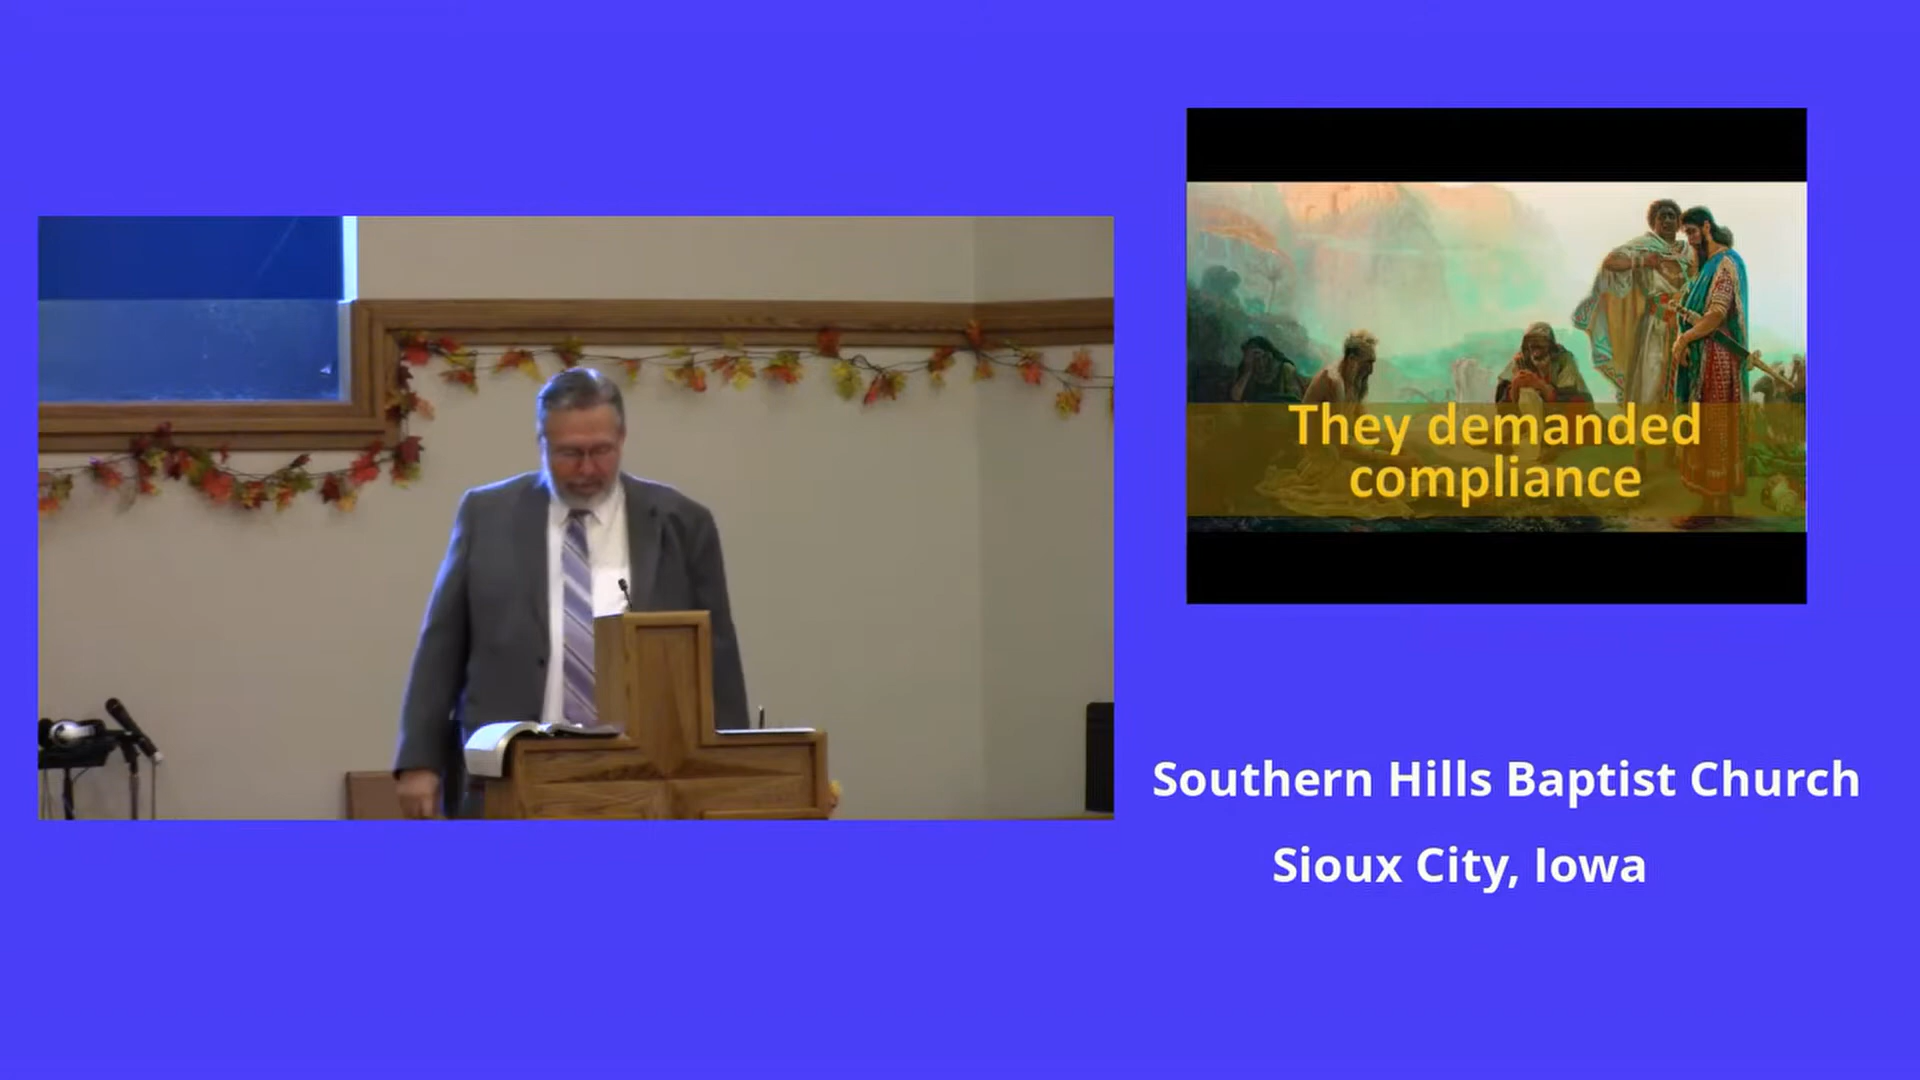 They demanded
compliance
Southern Hills Baptist Church
Sioux City, Iowa